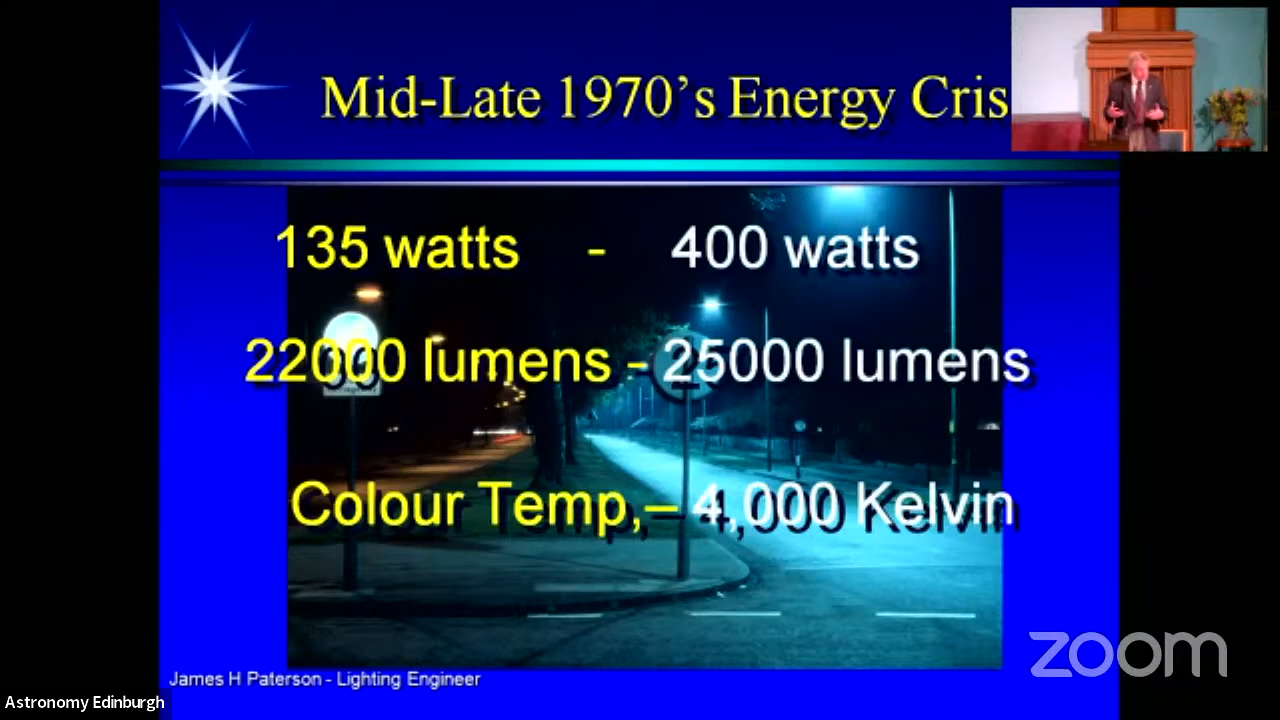 Mid-Late 1970's Energy Cris
135 watts - 400 watts
22000 lumens - 25000 lumens
Colour Temp,– 4,000 Kelvin
James H Paterson - Lighting Engineer
Astronomy Edinburgh
zoom